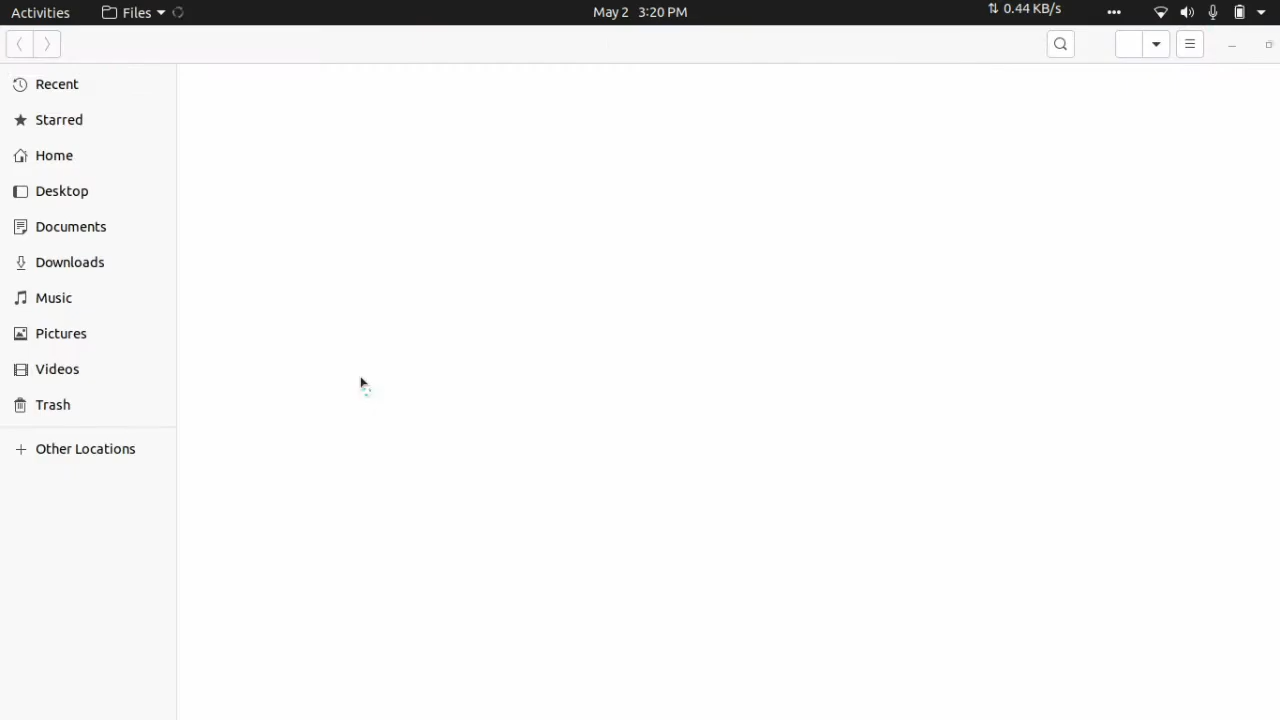 Activities Files May 2 3:20 PM 0.44 KB/s
Recent
Starred
Home
Desktop
Documents
Downloads
Music
Pictures
Videos
Trash
Other Locations